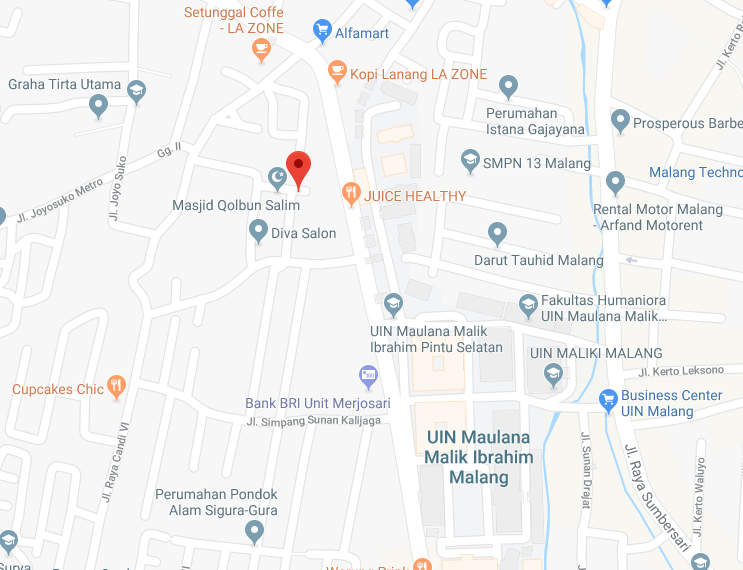 Setunggal Coffe
- LA ZONE
Alfamart
Kopi Lanang LA ZONE
Graha Tirta Utama
Perumahan
Istana Gajayana
Prosperous Barbe
Jl. Kerto R
Gg. II
SMPN 13 Malang
Malang Techno
Jl. Joyo Suko
Jl. Joyosuko Metro
Masjid Qolbun Salim
JUICE HEALTHY
Rental Motor Malang
- Arfand Motorent
Diva Salon
Darut Tauhid Malang
Fakultas Humaniora
UIN Maulana Malik...
UIN Maulana Malik
Ibrahim Pintu Selatan
UIN MALIKI MALANG
Jl. Kerto Leksono
Cupcakes Chic
Bank BRI Unit Merjosari
Business Center
UIN Malang
Jl. Simpang Sunan Kalijaga
Jl. Raya Candi VI
UIN Maulana
Malik Ibrahim
Malang
Jl. Sunan Drajat
Jl. Raya Sumbersari
Jl. Kerto Waluyo
Perumahan Pondok
Alam Sigura-Gura
Surya